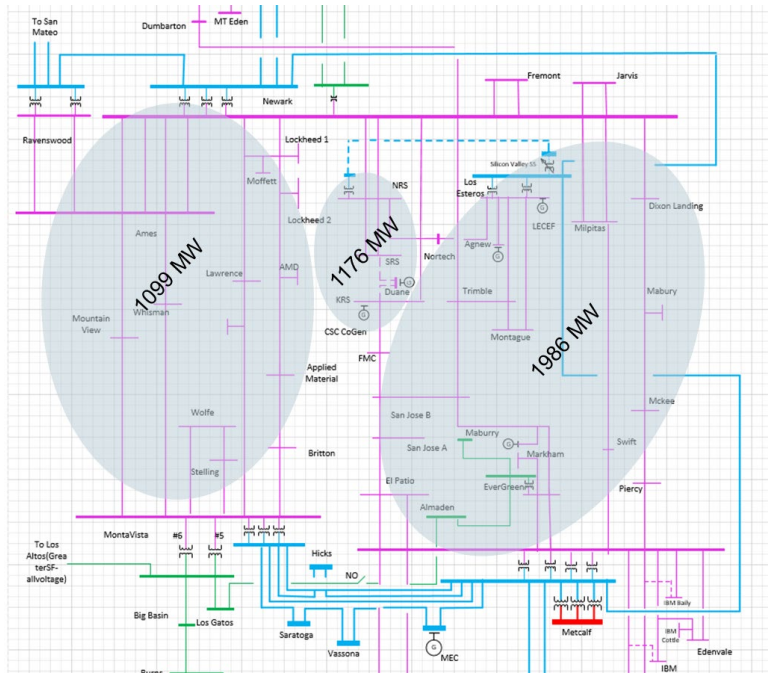 To San
Mateo
Dumbarton
MT Eden
Fremont
Jarvis
Newark
Ravenswood
Lockheed 1
Moffett
Lockheed 2
NRS
Silicon Valley SS
Los
Esteros
LECEF
Dixon Landing
Milpitas
Ames
1099 MW
1176 MW
SRS
Nortech
Agnew
Lawrence
AMD
Duane
KRS
Trimble
Mabury
Mountain
View
Whisman
CSC CoGen
Montague
1986 MW
FMC
Applied
Material
Mckee
Wolfe
San Jose B
Maburry
San Jose A
Markham
Swift
Britton
Stelling
El Patio
EverGreen
Piercy
Almaden
MontaVista
#6
#5
To Los
Altos(Grea
terSF-
allvoltage)
Hicks
NO
Big Basin
Los Gatos
Saratoga
Vassona
MEC
Metcalf
IBM Baily
IBM
Cottle
Edenvale
IBM
Burns
G
G
G
G
G
G